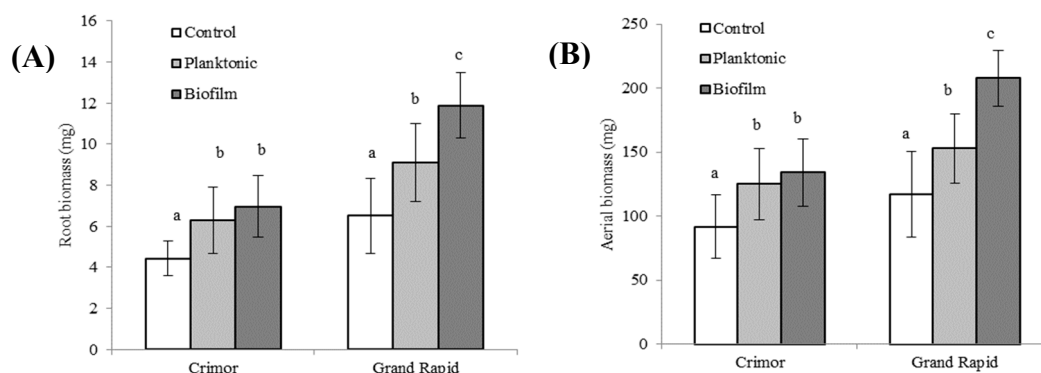 (A)
Root biomass (mg)
16
14
12
10
8
6
4
2
0
Control
Planktonic
Biofilm
a
b
b
a
b
c
Crimor
Grand Rapid
(B)
Aerial biomass (mg)
250
200
150
100
50
0
Control
Planktonic
Biofilm
a
b
b
a
b
c
Crimor
Grand Rapid